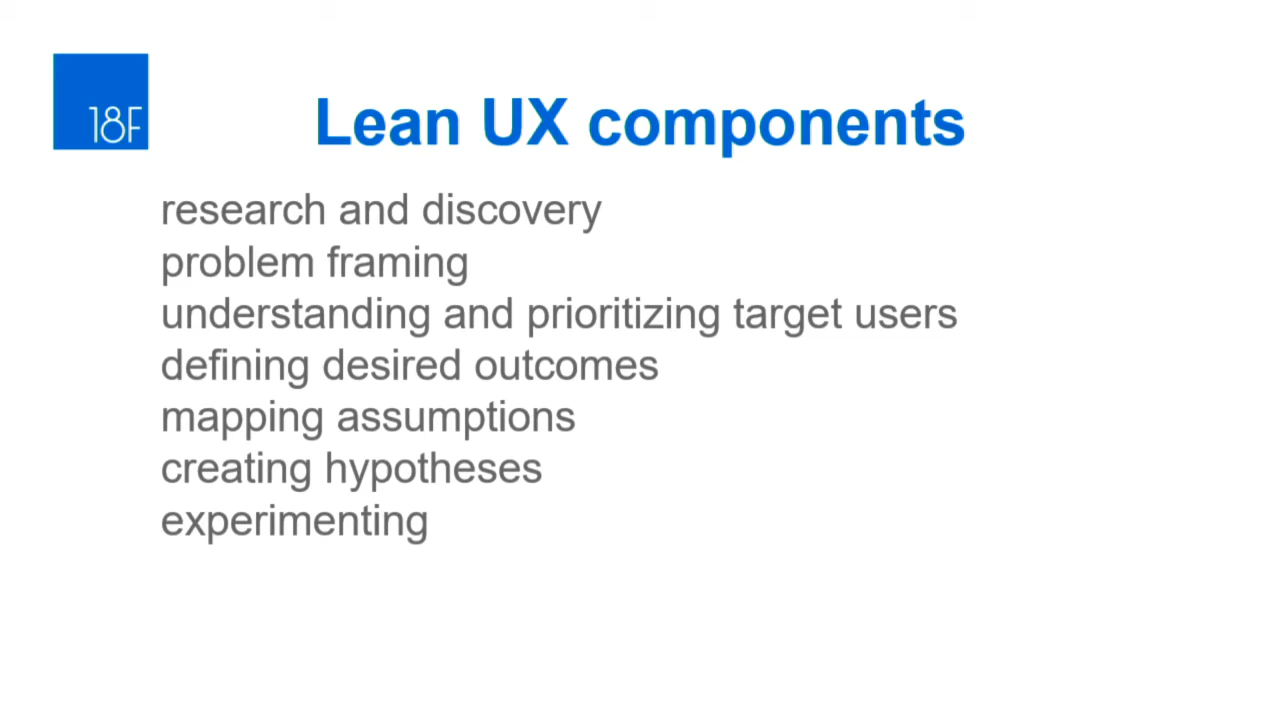 18F
Lean UX components
research and discovery
problem framing
understanding and prioritizing target users
defining desired outcomes
mapping assumptions
creating hypotheses
experimenting